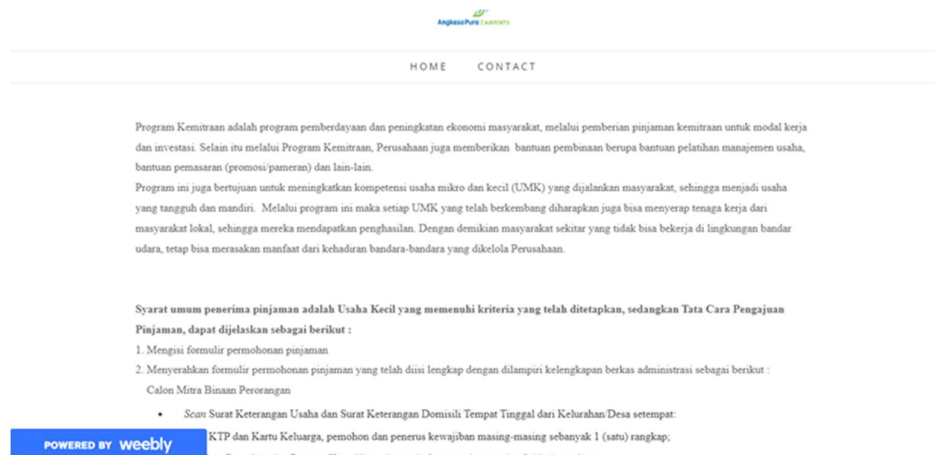 Angkasa Pura | AIRPORTS
HOME CONTACT
Program Kemitraan adalah program pemberdayaan dan peningkatan ekonomi masyarakat, melalui pemberian pinjaman kemitraan untuk modal kerja
dan investasi. Selain itu melalui Program Kemitraan, Perusahaan juga memberikan bantuan pembinaan berupa bantuan pelatihan manajemen usaha,
bantuan pemasaran (promosi/pameran) dan lain-lain.
Program ini juga bertujuan untuk meningkatkan kompetensi usaha mikro dan kecil (UMK) yang dijalankan masyarakat, sehingga menjadi usaha
yang tangguh dan mandiri. Melalui program ini maka setiap UMK yang telah berkembang diharapkan juga bisa menyerap tenaga kerja dari
masyarakat lokal, sehingga mereka mendapatkan penghasilan. Dengan demikian masyarakat sekitar yang tidak bisa bekerja di lingkungan bandar
udara, tetap bisa merasakan manfaat dari kehadiran bandara-bandara yang dikelola Perusahaan.
Syarat umum penerima pinjaman adalah Usaha Kecil yang memenuhi kriteria yang telah ditetapkan, sedangkan Tata Cara Pengajuan
Pinjaman, dapat dijelaskan sebagai berikut :
1. Mengisi formulir permohonan pinjaman
2. Menyerahkan formulir permohonan pinjaman yang telah diisi lengkap dengan dilampiri kelengkapan berkas administrasi sebagai berikut :
Calon Mitra Binaan Perorangan
• Scan Surat Keterangan Usaha dan Surat Keterangan Domisili Tempat Tinggal dari Kelurahan/Desa setempat:
KTP dan Kartu Keluarga, pemohon dan penerus kewajiban masing-masing sebanyak 1 (satu) rangkap;
POWERED BY weebly